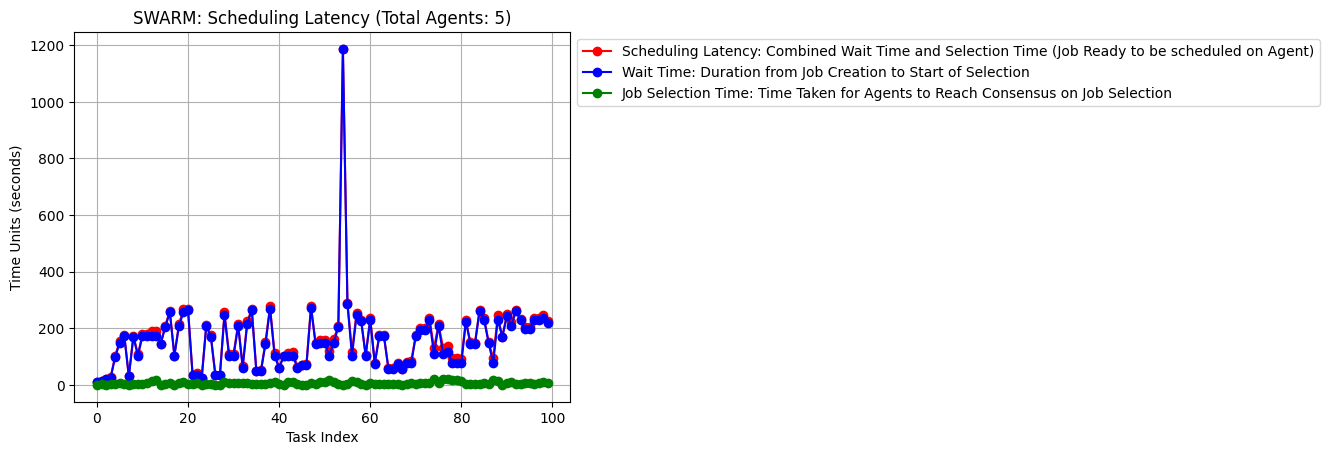 SWARM: Scheduling Latency (Total Agents: 5)
Scheduling Latency: Combined Wait Time and Selection Time (Job Ready to be scheduled on Agent)
Wait Time: Duration from Job Creation to Start of Selection
Job Selection Time: Time Taken for Agents to Reach Consensus on Job Selection
Time Units (seconds)
1200
1000
800
600
400
200
0
0 20 40 60 80 100
Task Index